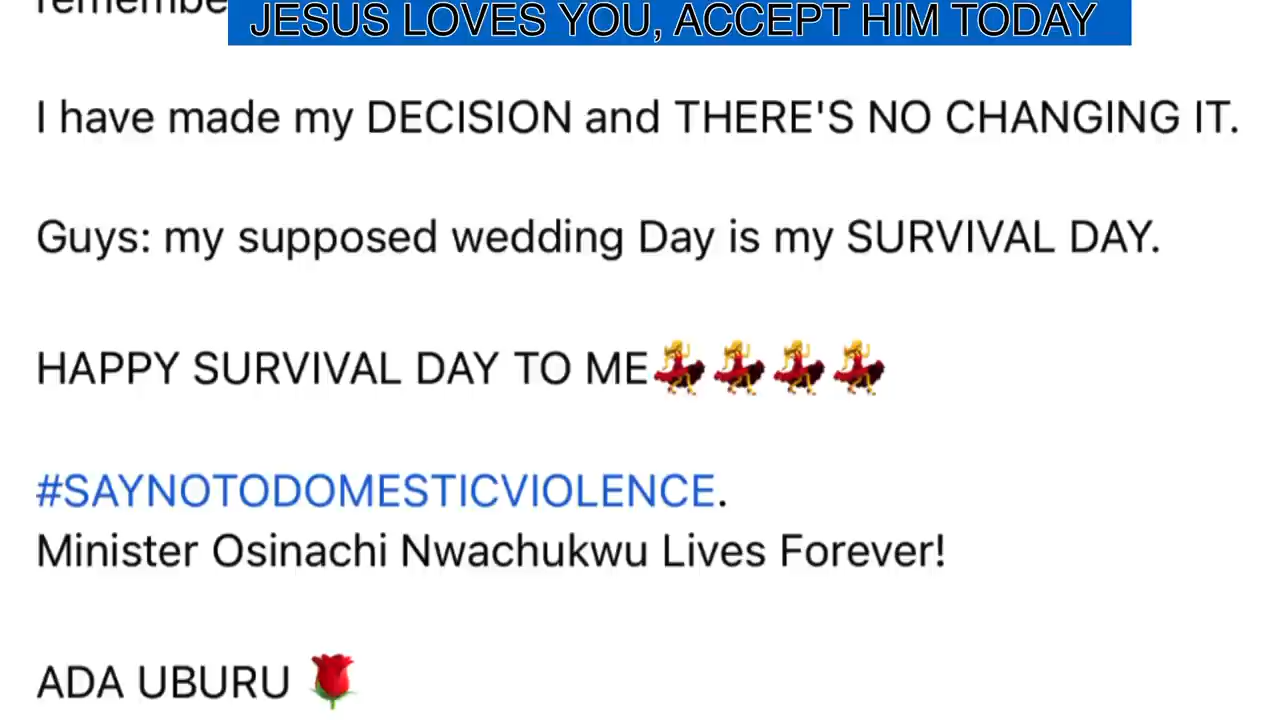 remembe
JESUS LOVES YOU, ACCEPT HIM TODAY
I have made my DECISION and THERE'S NO CHANGING IT.
Guys: my supposed wedding Day is my SURVIVAL DAY.
HAPPY SURVIVAL DAY TO ME💃💃💃💃
#SAYNOTODOMESTICVIOLENCE.
Minister Osinachi Nwachukwu Lives Forever!
ADA UBURU 🌹